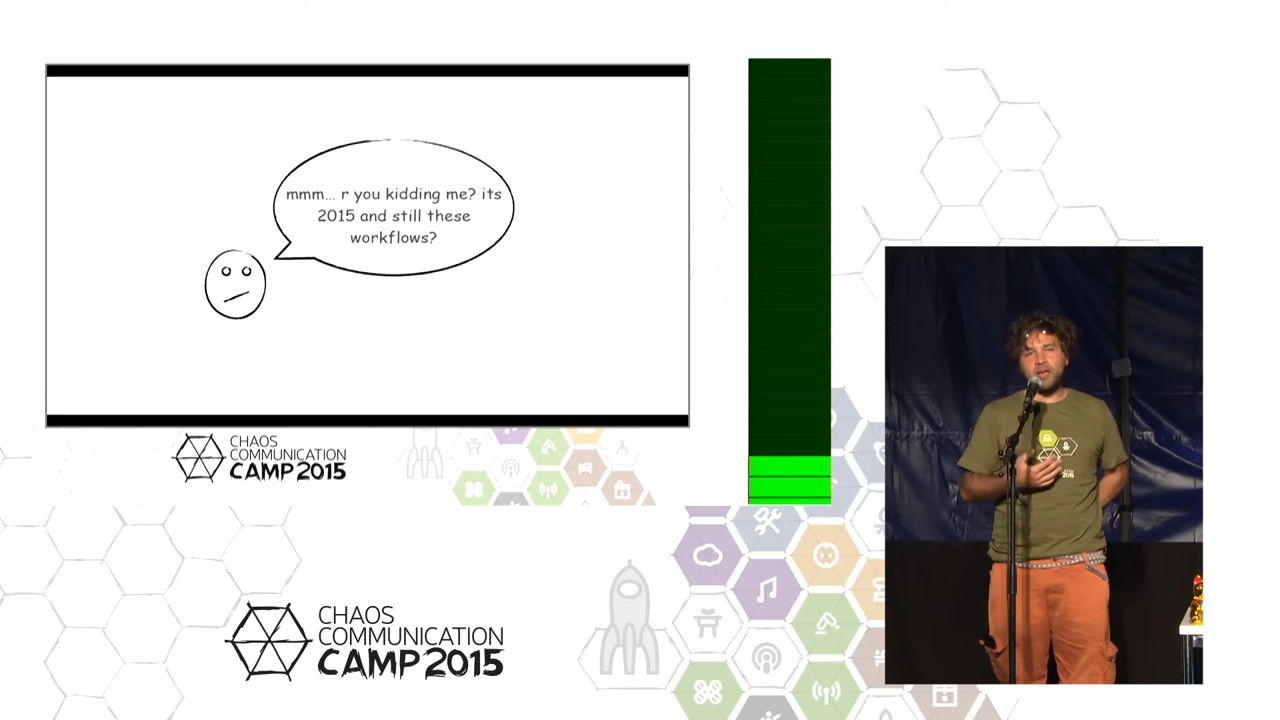 mmm... r you kidding me? its
2015 and still these
workflows?
CHAOS
COMMUNICATION
CAMP 2015
CHAOS
COMMUNICATION
CAMP 2015